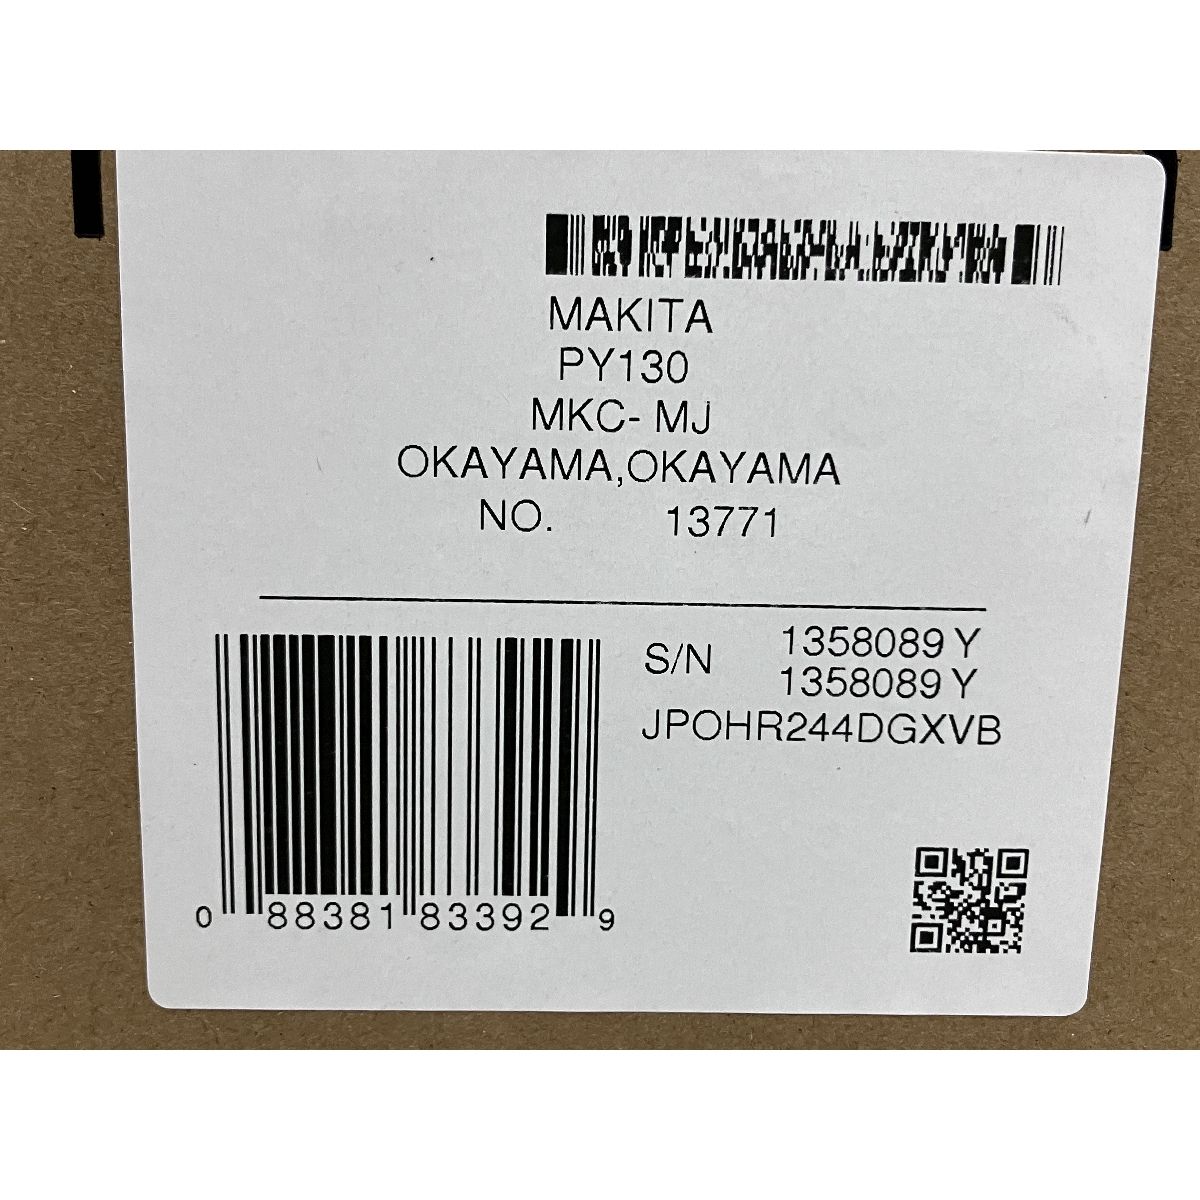 MAKITA
PY130
MKC- MJ
OKAYAMA,OKAYAMA
NO. 13771
S/N 1358089 Y
1358089 Y
JPOHR244DGXVB
0 88381 83392 9